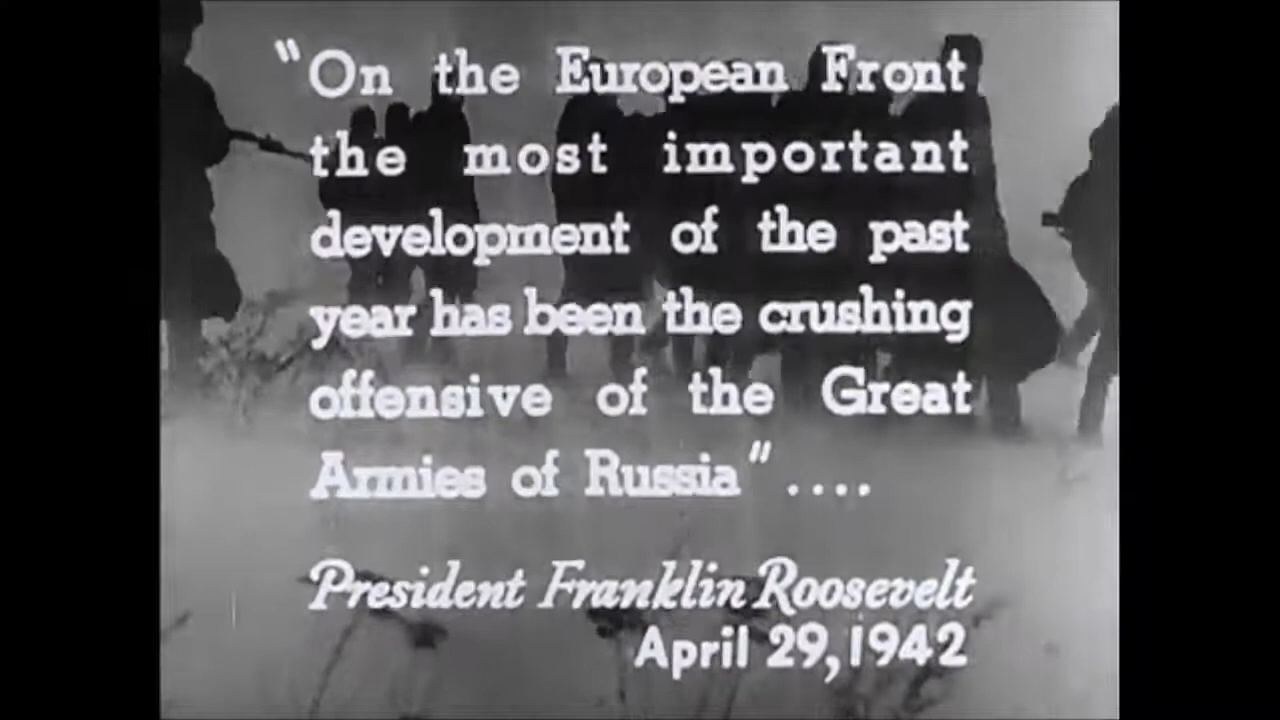 "On the European Front
the most important
development of the past
year has been the crushing
offensive of the Great
Armies of Russia"....
President Franklin Roosevelt
April 29, 1942